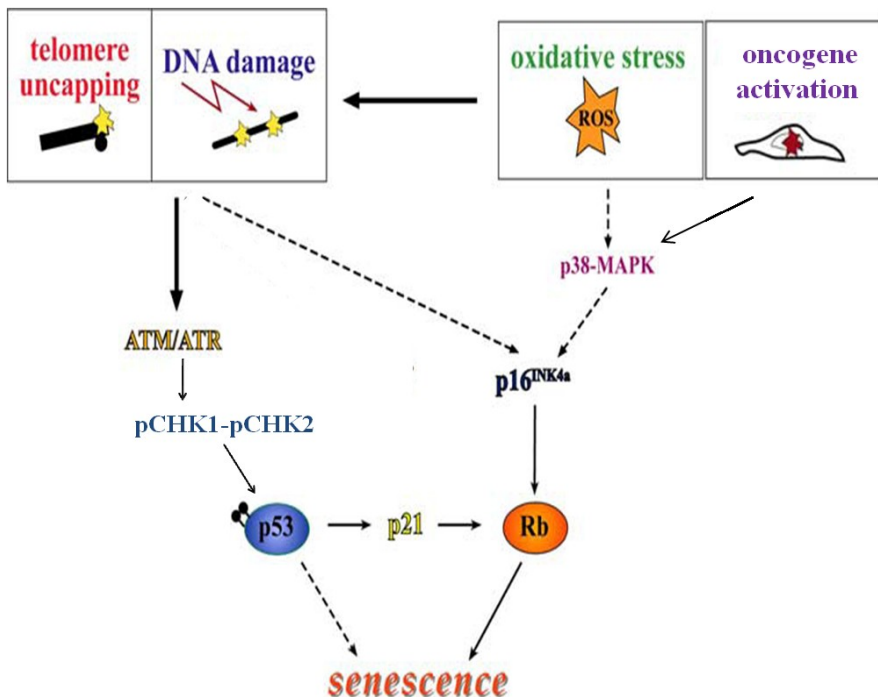 telomere
uncapping
DNA damage
oxidative stress
ROS
oncogene
activation
p38-MAPK
ATM/ATR
p16INK4a
pCHK1-pCHK2
p53
p21
Rb
senescence